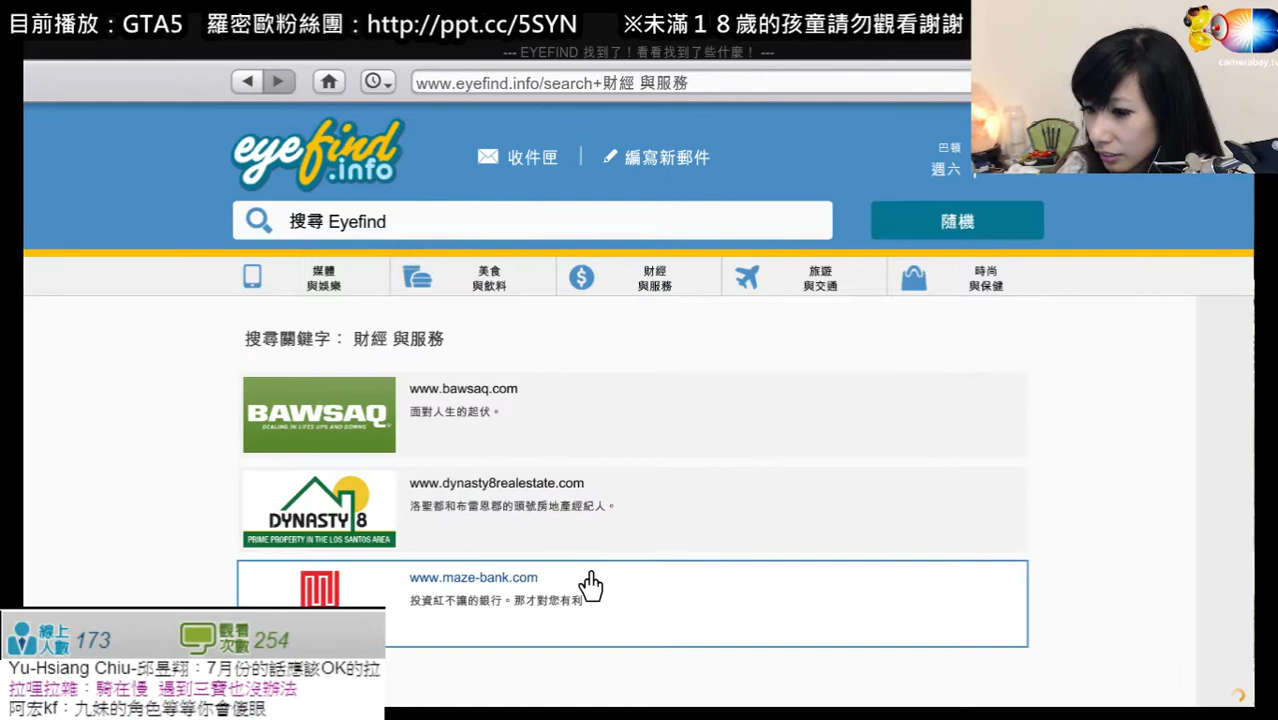 目前播放：GTA5 羅密歐粉絲團：http://ppt.cc/5SYN ※未滿１８歲的孩童請勿觀看謝謝
camerabay.tv
--- EYEFIND 找到了！看看找到了些什麼！ ---
www.eyefind.info/search+財經 與服務
eyefind
.info
收件匣
編寫新郵件
巴頓
週六
搜尋 Eyefind
隨機
媒體
與娛樂
美食
與飲料
財經
與服務
旅遊
與交通
時尚
與保健
搜尋關鍵字： 財經 與服務
BAWSAQ
DEALING IN LIFES UPS AND DOWNS
www.bawsaq.com
面對人生的起伏。
DYNASTY 8
PRIME PROPERTY IN THE LOS SANTOS AREA
www.dynasty8realestate.com
洛聖都和布雷恩郡的頭號房地產經紀人。
www.maze-bank.com
投資紅不讓的銀行。那才對您有利
線上
人數 173
觀看
次數 254
Yu-Hsiang Chiu-邱昱翔：7月份的話應該OK的拉
拉哩拉雜：騎在慢 遇到三寶也沒辦法
阿宏kf：九妹的角色等等你會傻眼